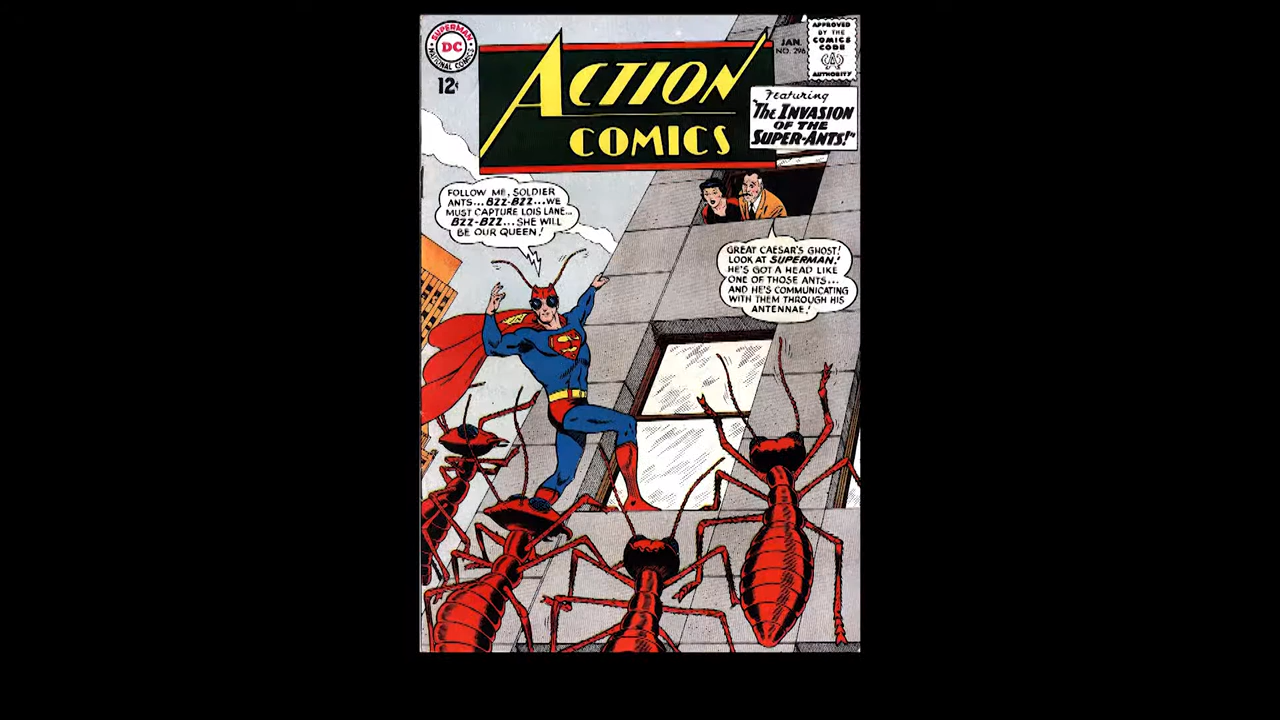 SUPERMAN
DC
NATIONAL COMICS
12¢
ACTION
COMICS
JAN.
NO. 296
APPROVED
BY THE
COMICS
CODE
CA
AUTHORITY
Featuring
"THE INVASION
OF THE
SUPER-ANTS!"
FOLLOW ME, SOLDIER
ANTS...BZZ-BZZ...WE
MUST CAPTURE LOIS LANE...
BZZ-BZZ...SHE WILL
BE OUR QUEEN!
GREAT CAESAR'S GHOST!
LOOK AT SUPERMAN!
HE'S GOT A HEAD LIKE
ONE OF THOSE ANTS...
AND HE'S COMMUNICATING
WITH THEM THROUGH HIS
ANTENNAE!
S